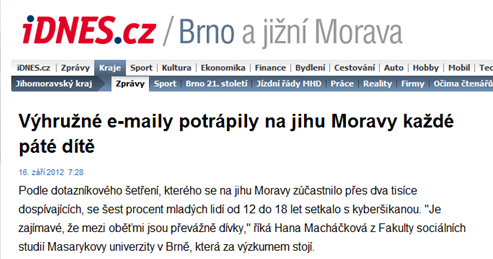 iDNES.cz / Brno a jižní Morava
iDNES.cz Zprávy Kraje Sport Kultura Ekonomika Finance Bydlení Cestování Auto Hobby Mobil Tec
Jihomoravský kraj Zprávy Sport Brno 21. století Jízdní řády MHD Práce Reality Firmy Očima čtenářů
Výhružné e-maily potrápily na jihu Moravy každé
páté dítě
16. září 2012 7:28
Podle dotazníkového šetření, kterého se na jihu Moravy zúčastnilo přes dva tisíce
dospívajících, se šest procent mladých lidí od 12 do 18 let setkalo s kyberšikanou. "Je
zajímavé, že mezi oběťmi jsou převážně dívky," říká Hana Macháčková z Fakulty sociálních
studií Masarykovy univerzity v Brně, která za výzkumem stojí.